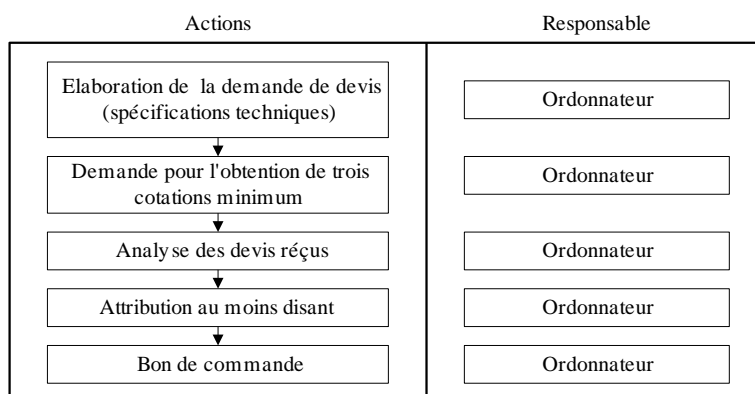 Actions
Responsable
Elaboration de la demande de devis
(spécifications techniques)
Ordonnateur
Demande pour l'obtention de trois
cotations minimum
Ordonnateur
Analyse des devis réçus
Ordonnateur
Attribution au moins disant
Ordonnateur
Bon de commande
Ordonnateur